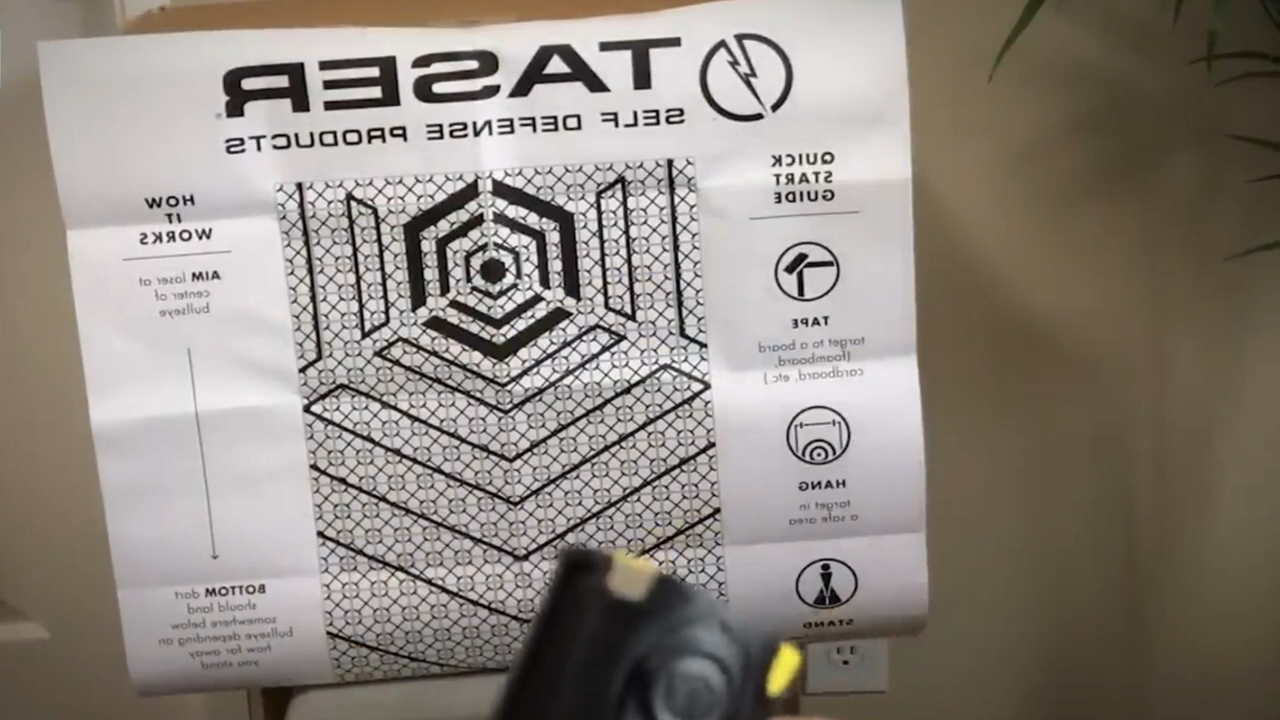 TASER®
SELF DEFENSE PRODUCTS
QUICK
START
GUIDE
TAPE
target to a board
(foamboard,
cardboard, etc.)
HANG
target in
a safe area
STAND
HOW
IT
WORKS
AIM laser at
center of
bullseye
BOTTOM dart
should land
somewhere below
bullseye depending on
how far away
you stand